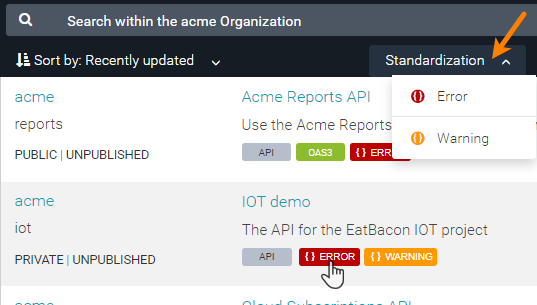 Search within the acme Organization
Sort by: Recently updated
Standardization
Error
Warning
acme
Acme Reports API
reports
Use the Acme Reports
PUBLIC | UNPUBLISHED
API
OAS3
{ } ERR
acme
IOT demo
iot
The API for the EatBacon IOT project
PRIVATE | UNPUBLISHED
API
{ } ERROR
{ } WARNING
acme
Cloud Subscriptions API